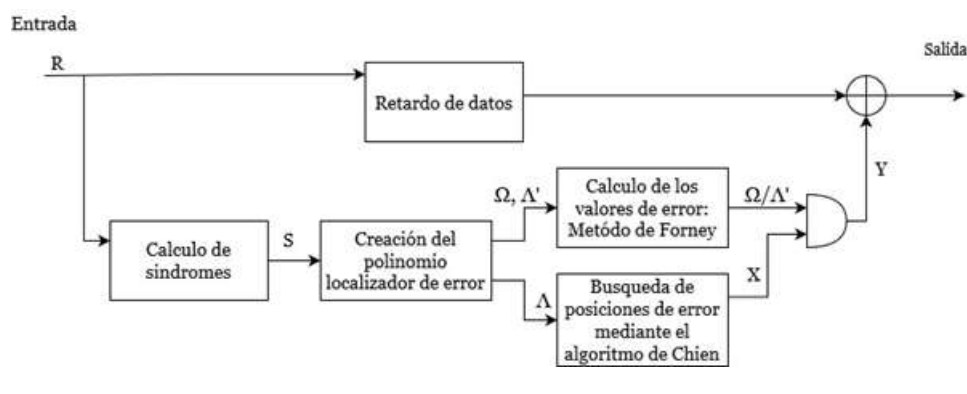 Entrada
R
Salida
Retardo de datos
Y
Ω, Λ'
Calculo de los
valores de error:
Metódo de Forney
Ω/Λ'
Calculo de
sindromes
S
Creación del
polinomio
localizador de error
Λ
Busqueda de
posiciones de error
mediante el
algoritmo de Chien
X